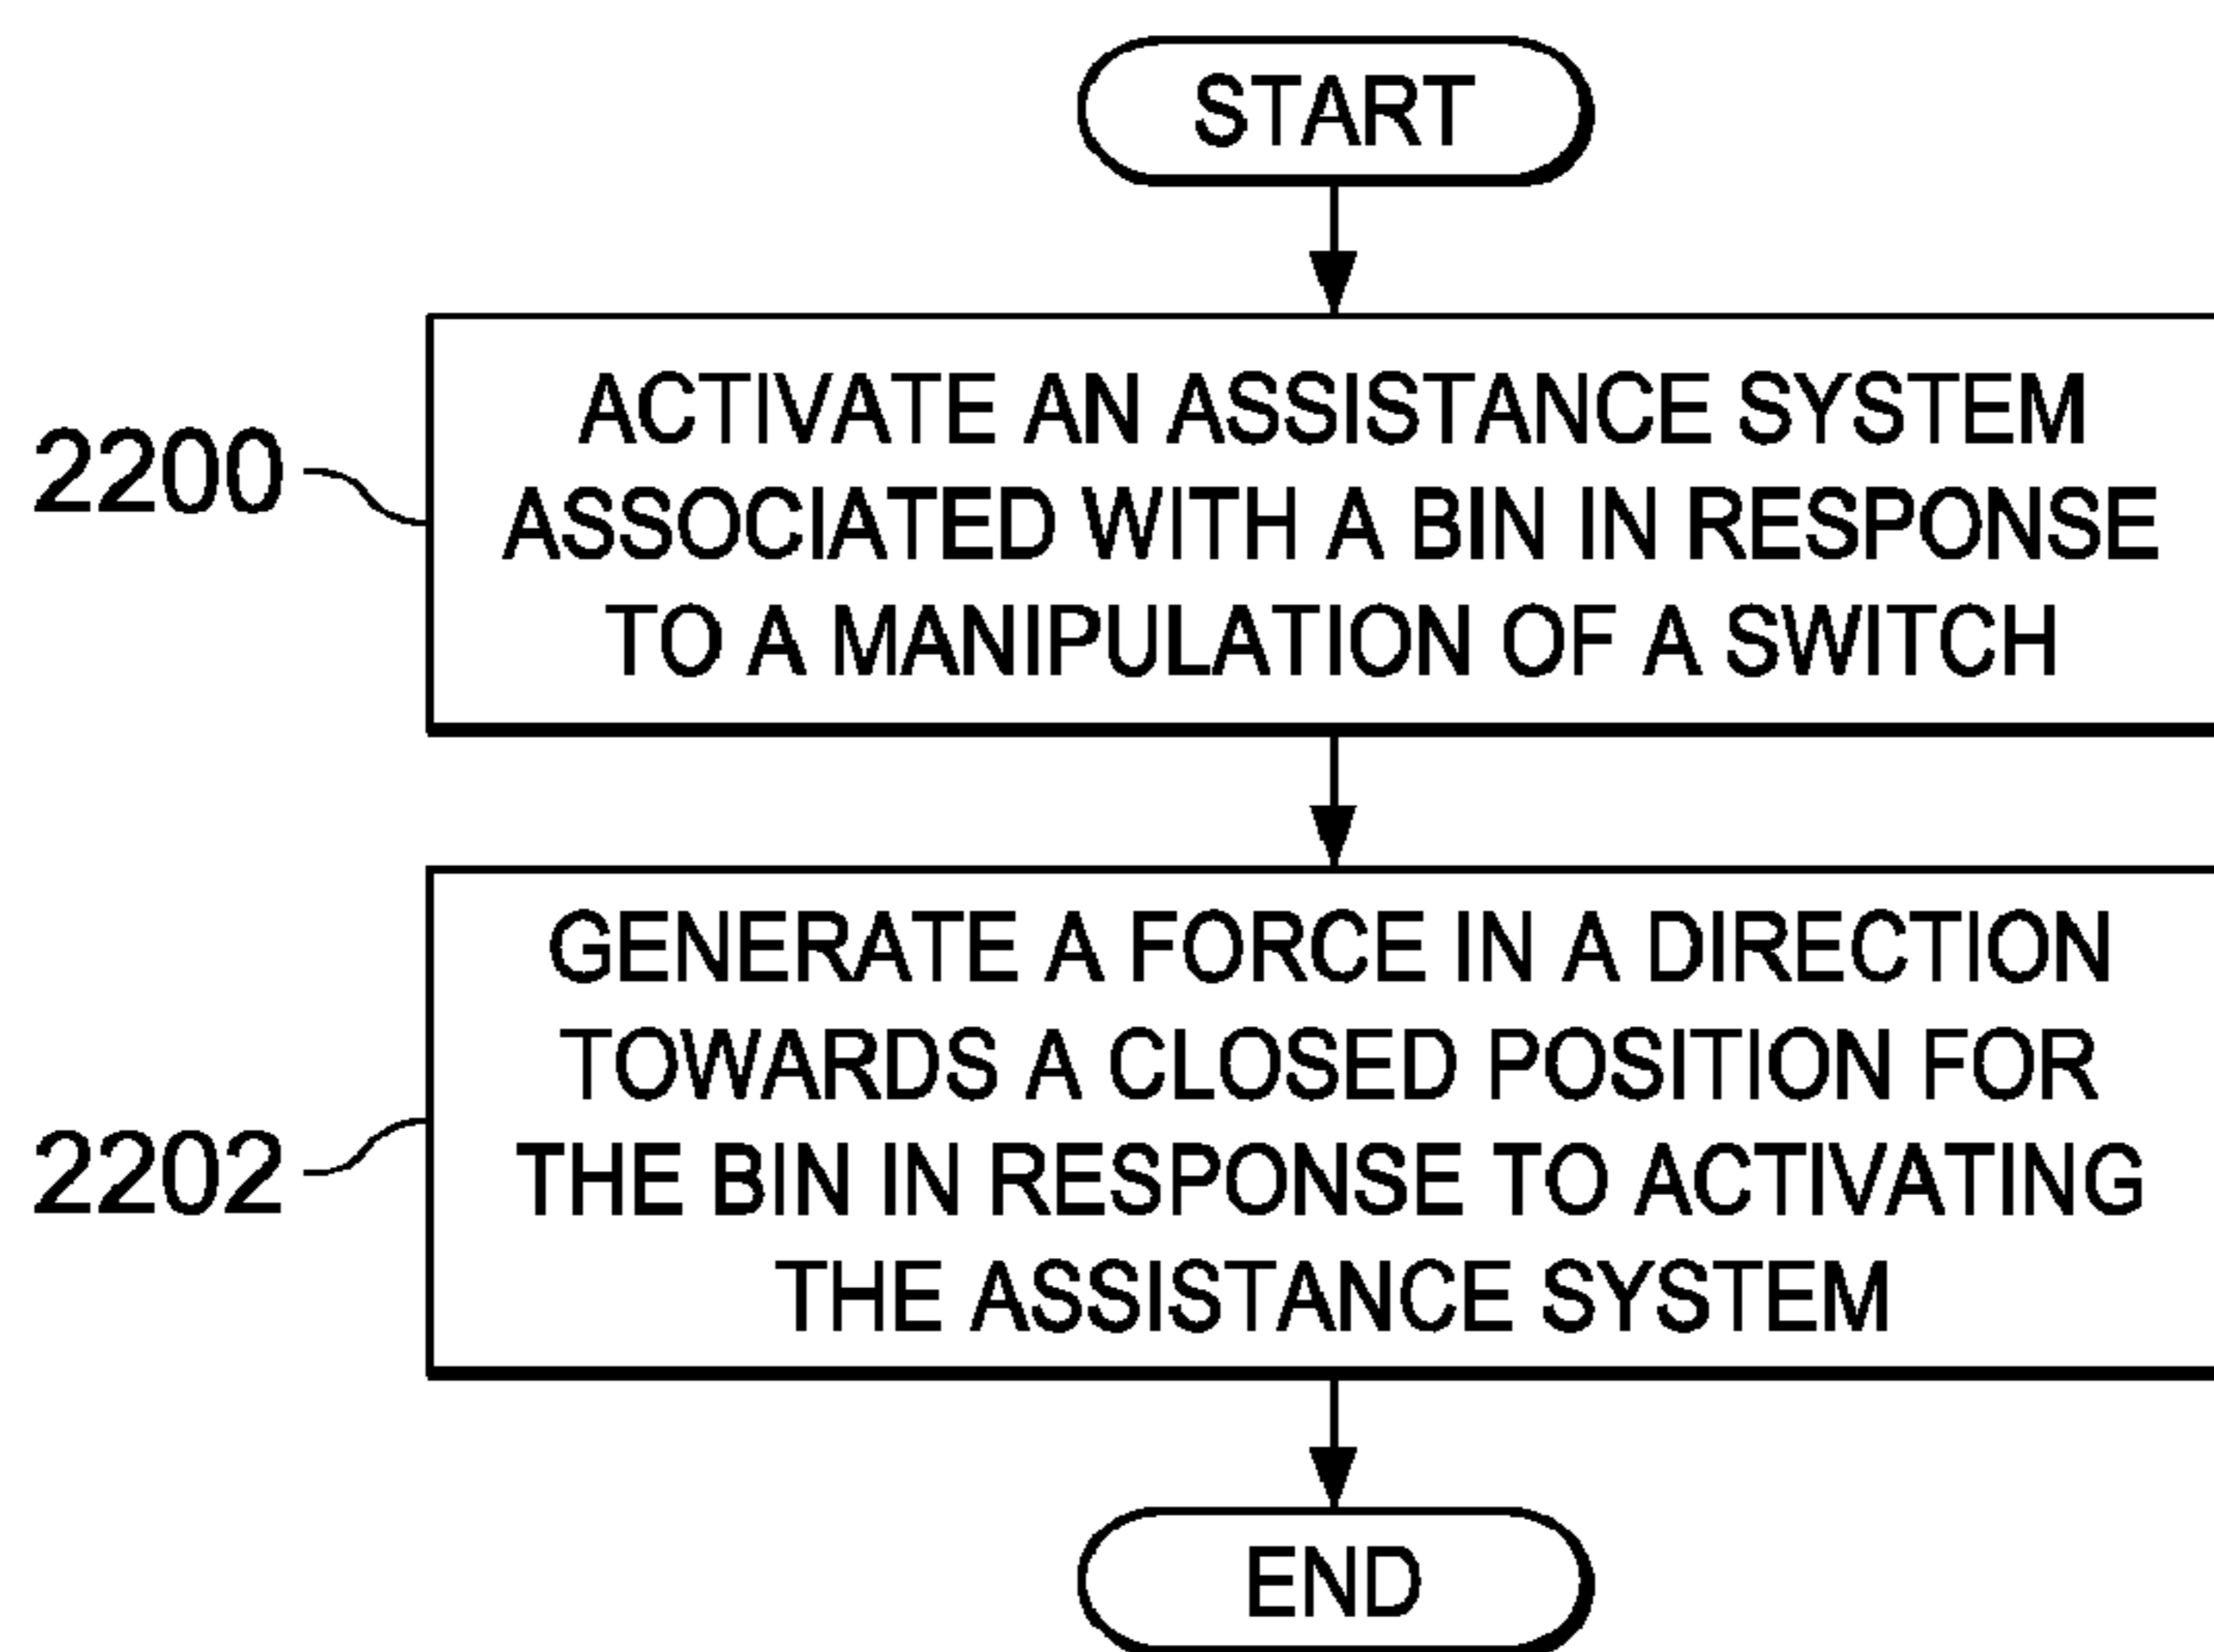 START
2200
ACTIVATE AN ASSISTANCE SYSTEM
ASSOCIATED WITH A BIN IN RESPONSE
TO A MANIPULATION OF A SWITCH
2202
GENERATE A FORCE IN A DIRECTION
TOWARDS A CLOSED POSITION FOR
THE BIN IN RESPONSE TO ACTIVATING
THE ASSISTANCE SYSTEM
END